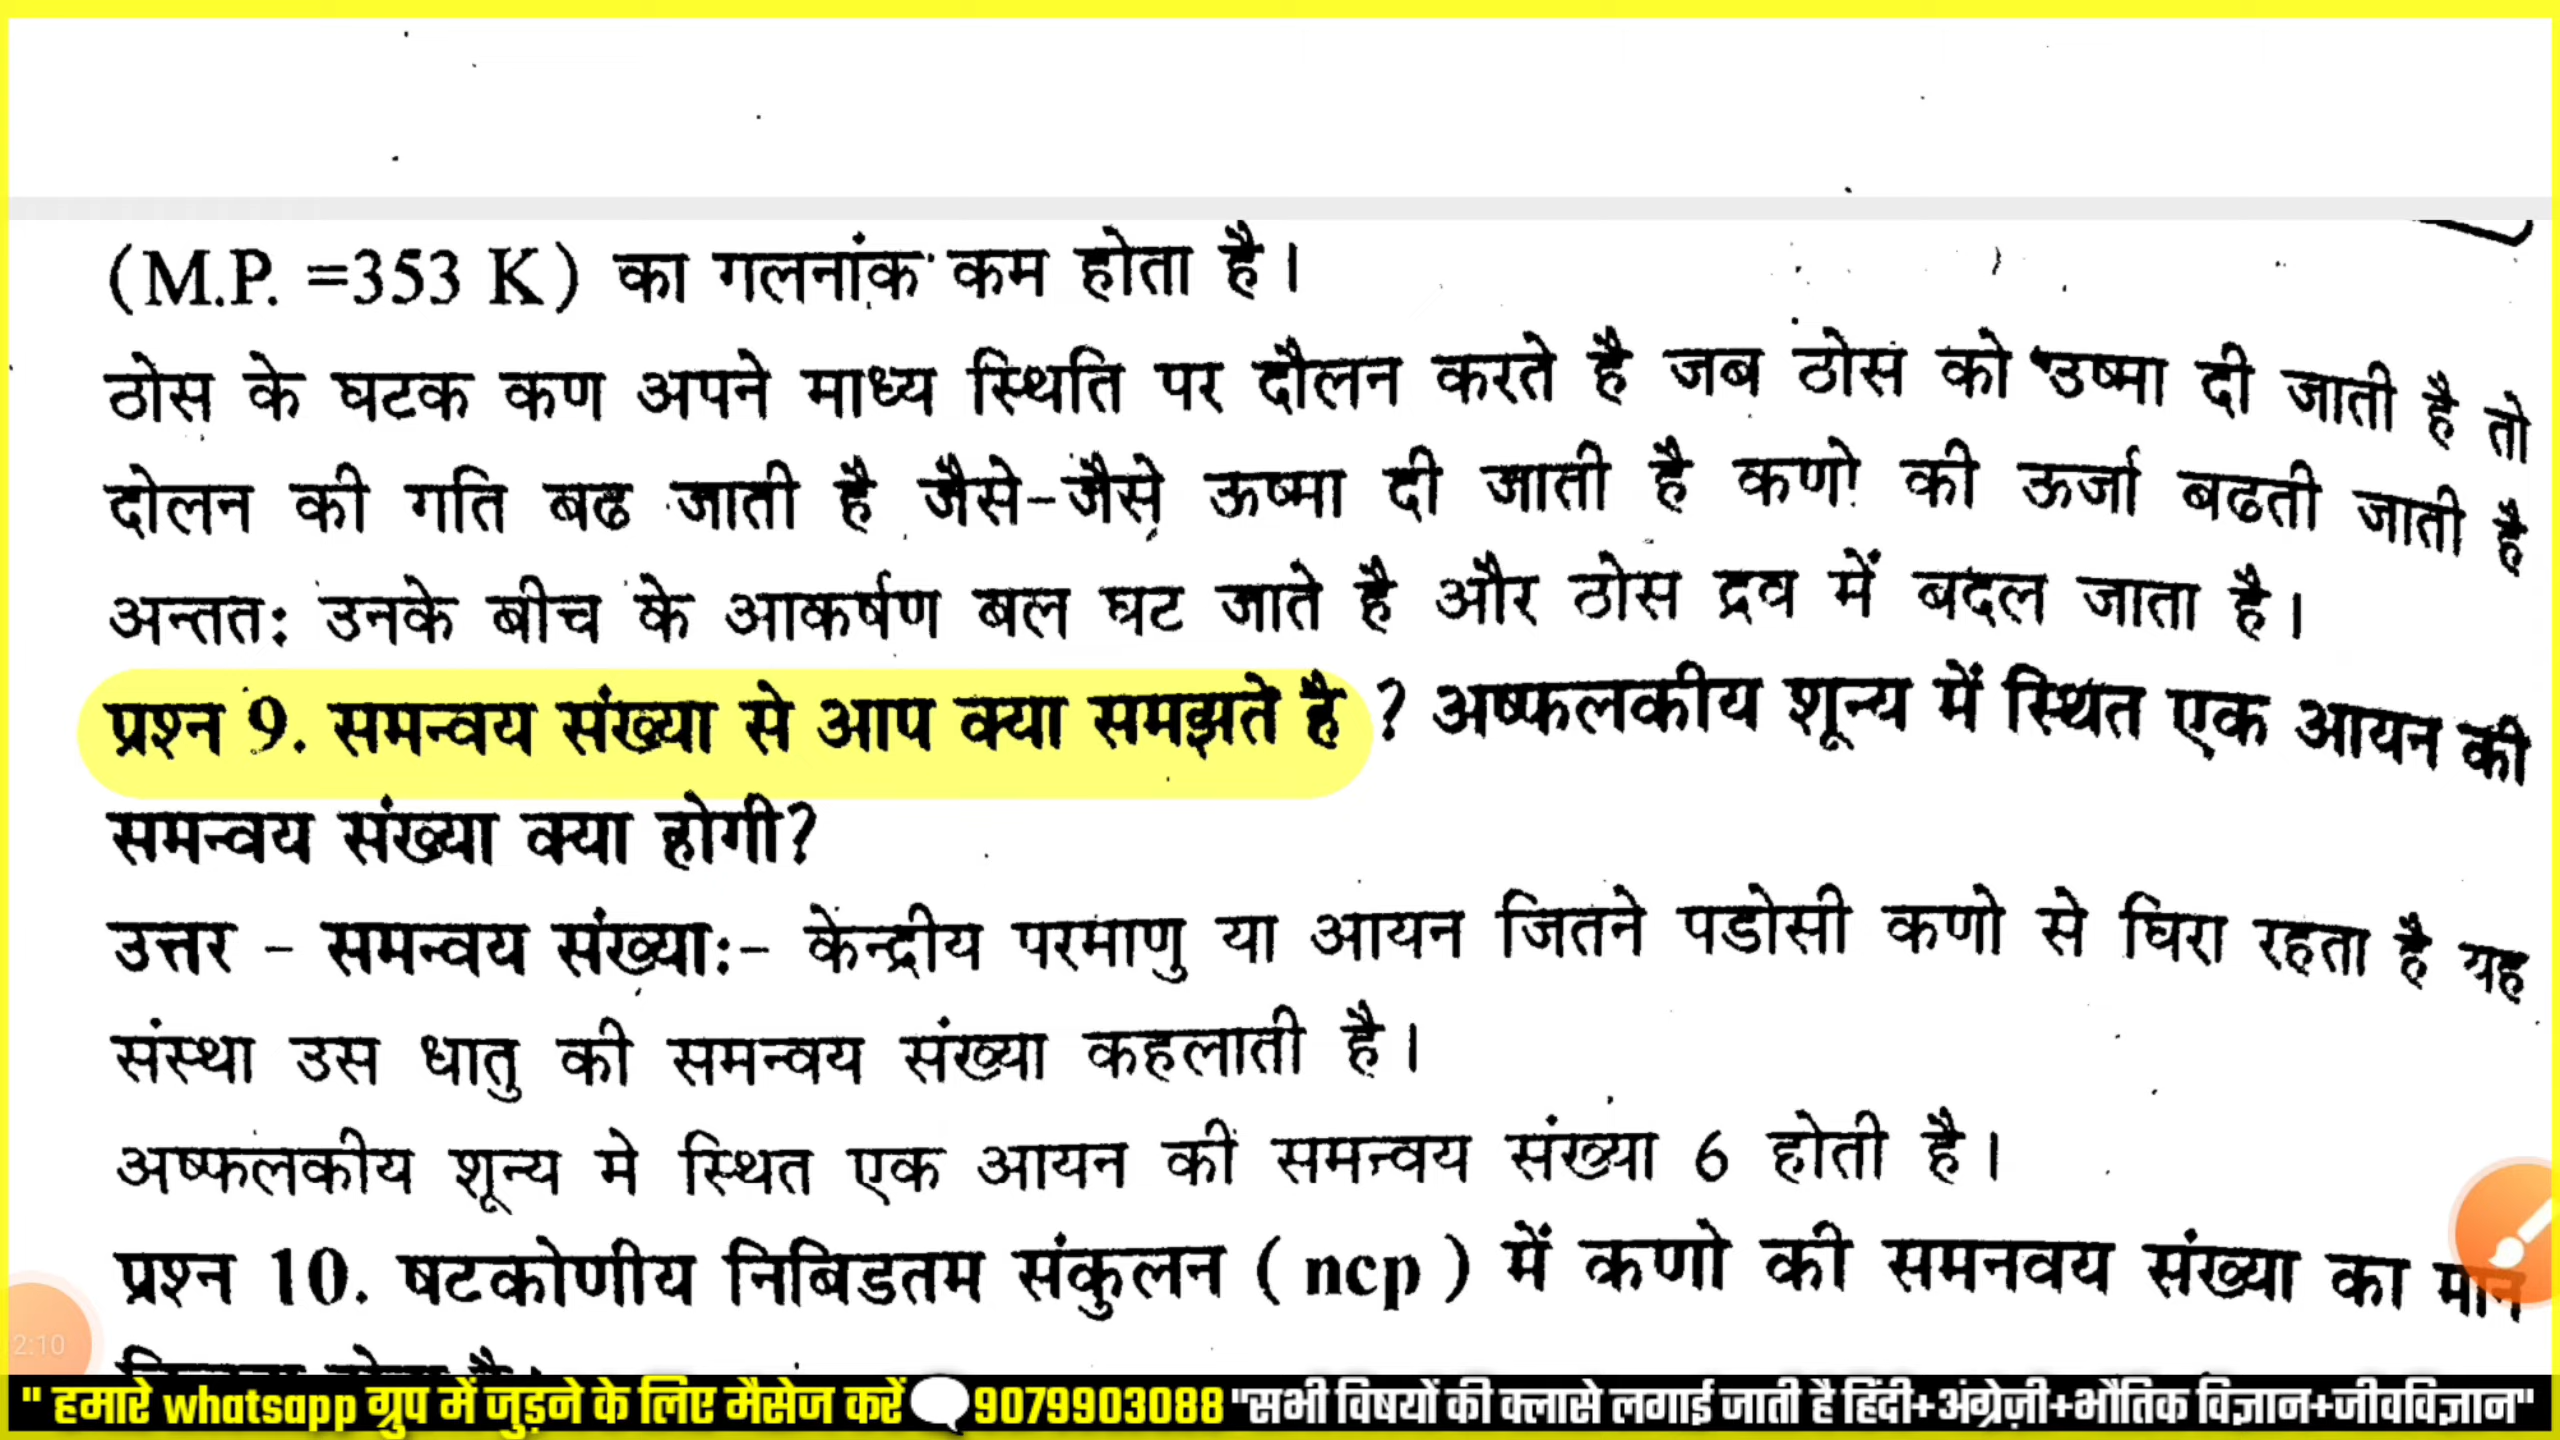 (M.P. =353 K) का गलनांक कम होता है।
ठोस के घटक कण अपने माध्य स्थिति पर दौलन करते है जब ठोस को उष्मा दी जाती है तो
दोलन की गति बढ जाती है जैसे-जैसे ऊष्मा दी जाती है कणो की ऊर्जा बढती जाती है
अन्ततः उनके बीच के आकर्षण बल घट जाते है और ठोस द्रव में बदल जाता है।
प्रश्न 9. समन्वय संख्या से आप क्या समझते है ? अष्फलकीय शून्य में स्थित एक आयन की
समन्वय संख्या क्या होगी?
उत्तर - समन्वय संख्याः- केन्द्रीय परमाणु या आयन जितने पडोसी कणो से घिरा रहता है यह
संस्था उस धातु की समन्वय संख्या कहलाती है।
अष्फलकीय शून्य मे स्थित एक आयन की समन्वय संख्या 6 होती है।
प्रश्न 10. षटकोणीय निबिडतम संकुलन ( ncp ) में कणो की समनवय संख्या का मान
2:10
" हमारे whatsapp ग्रुप में जुड़ने के लिए मैसेज करें 9079903088 "सभी विषयों की क्लासे लगाई जाती है हिंदी+अंग्रेज़ी+भौतिक विज्ञान+जीवविज्ञान"